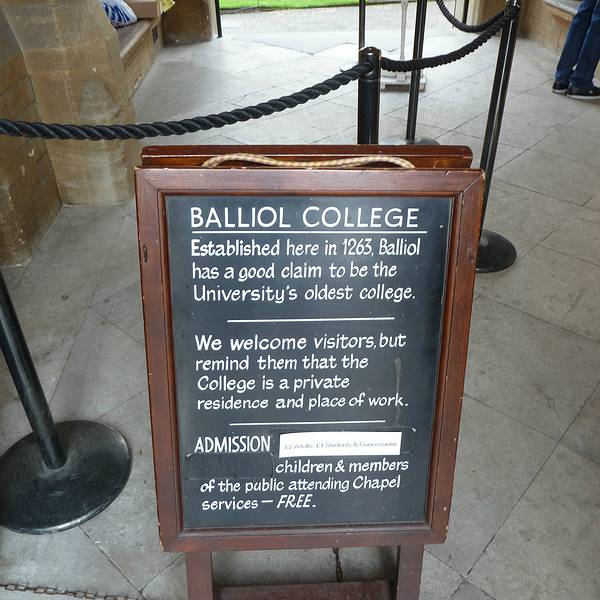 BALLIOL COLLEGE
Established here in 1263, Balliol
has a good claim to be the
University's oldest college.
We welcome visitors, but
remind them that the
College is a private
residence and place of work.
ADMISSION £2 Adults, £1 Students & Concessions
children & members
of the public attending Chapel
services - FREE.